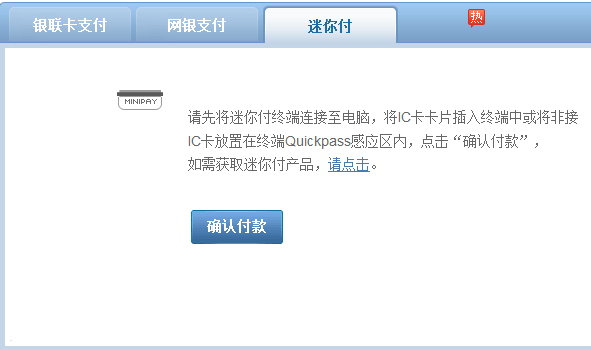 银联卡支付
网银支付
迷你付
热
MINIPAY
请先将迷你付终端连接至电脑，将IC卡卡片插入终端中或将非接
IC卡放置在终端Quickpass感应区内，点击“确认付款”，
如需获取迷你付产品，请点击。
确认付款